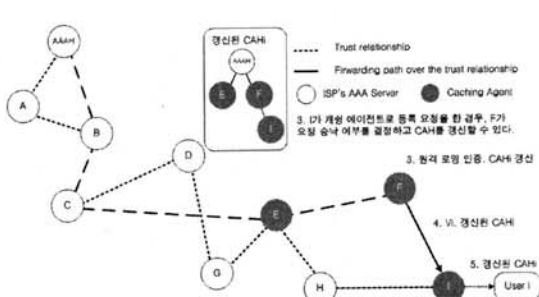 갱신된 CAHi
AAAH
E
F
I
Trust relationship
Firwarding path over the trust relationship
ISP's AAA Server
Caching Agent
3. I가 캐슁 에이전트로 등록 요청을 한 경우, F가
요청 승낙 여부를 결정하고 CAH를 갱신할 수 있다.
AAAH
A
B
C
D
E
F
G
H
I
3. 원격 로밍 인증. CAHi 갱신
4. Vi. 갱신된 CAHi
5. 갱신된 CAHi
User i